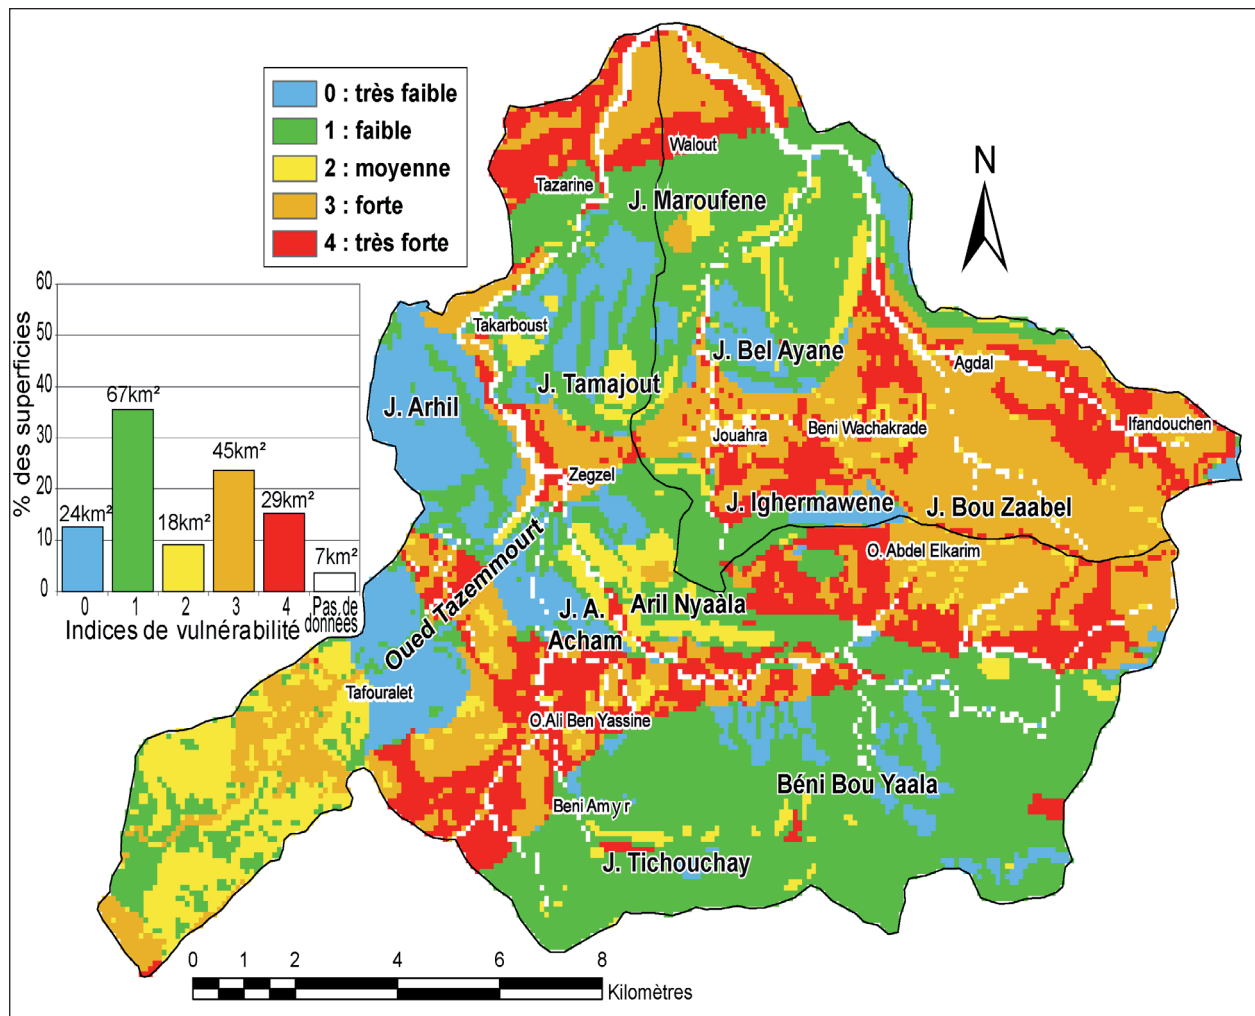 0 : très faible
1 : faible
2 : moyenne
3 : forte
4 : très forte
N
Walout
Tazarine
J. Maroufene
Takarboust
J. Bel Ayane
Agdal
J. Tamajout
J. Arhil
Ifandouchen
Jouahra
Beni Wachakrade
Zegzel
J. Ighermawene
J. Bou Zaabel
O. Abdel Elkarim
Oued Tazemmourt
J. A.
Acham
Aril Nyaàla
Tafouralet
O.Ali Ben Yassine
Béni Bou Yaala
Beni Amyr
J. Tichouchay
% des superficies
60
50
40
30
20
10
0
24km²
67km²
18km²
45km²
29km²
7km²
0
1
2
3
4
Pas.de
données
Indices de vulnérabilité
0
1
2
4
6
8
Kilomètres